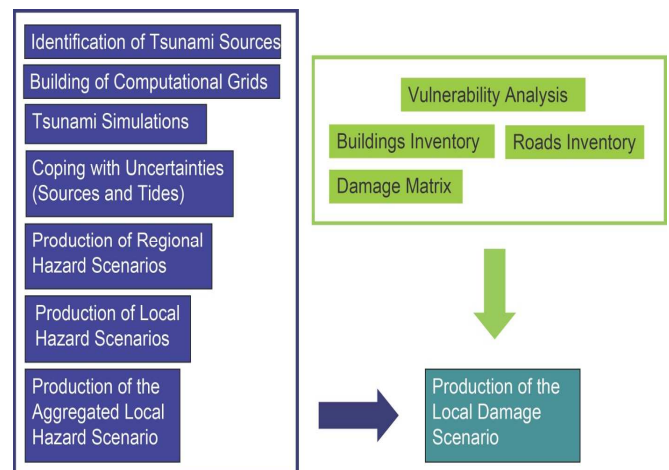 Identification of Tsunami Sources
Building of Computational Grids
Tsunami Simulations
Coping with Uncertainties
(Sources and Tides)
Production of Regional
Hazard Scenarios
Production of Local
Hazard Scenarios
Production of the
Aggregated Local
Hazard Scenario
Vulnerability Analysis
Buildings Inventory
Roads Inventory
Damage Matrix
Production of the
Local Damage
Scenario